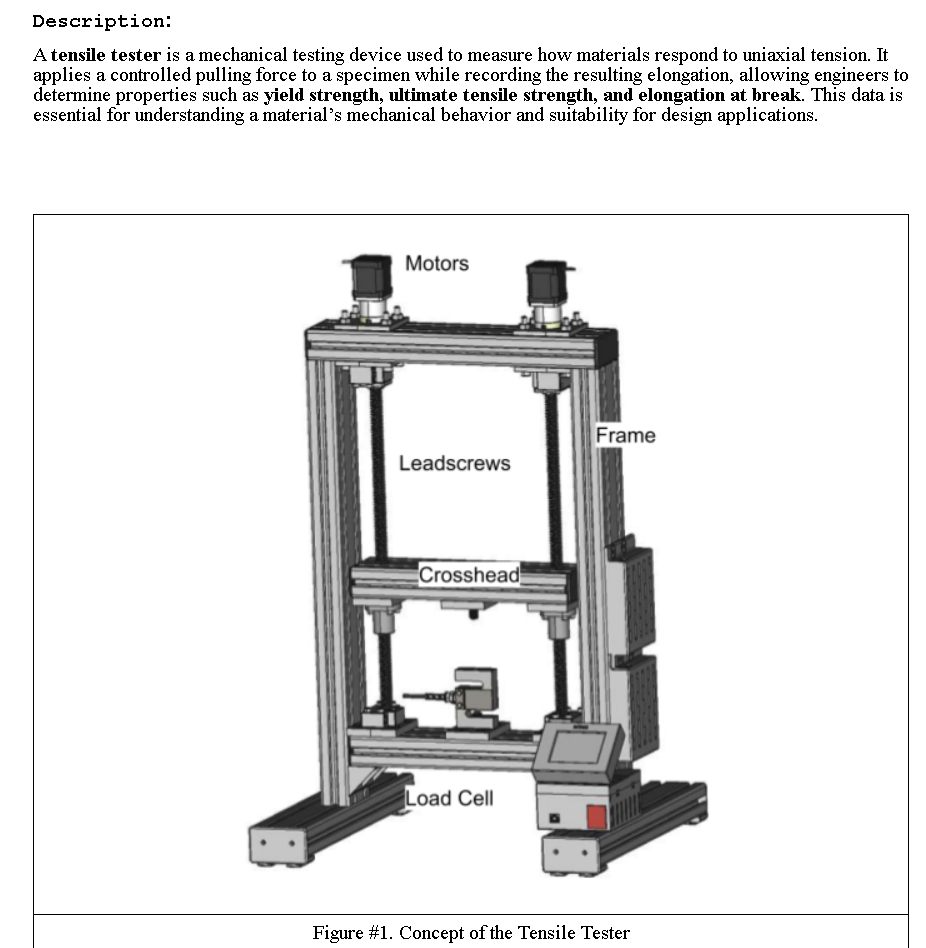 Description:
A tensile tester is a mechanical testing device used to measure how materials respond to uniaxial tension. It
applies a controlled pulling force to a specimen while recording the resulting elongation, allowing engineers to
determine properties such as yield strength, ultimate tensile strength, and elongation at break. This data is
essential for understanding a material’s mechanical behavior and suitability for design applications.
Motors
Frame
Leadscrews
Crosshead
Load Cell
Figure #1. Concept of the Tensile Tester